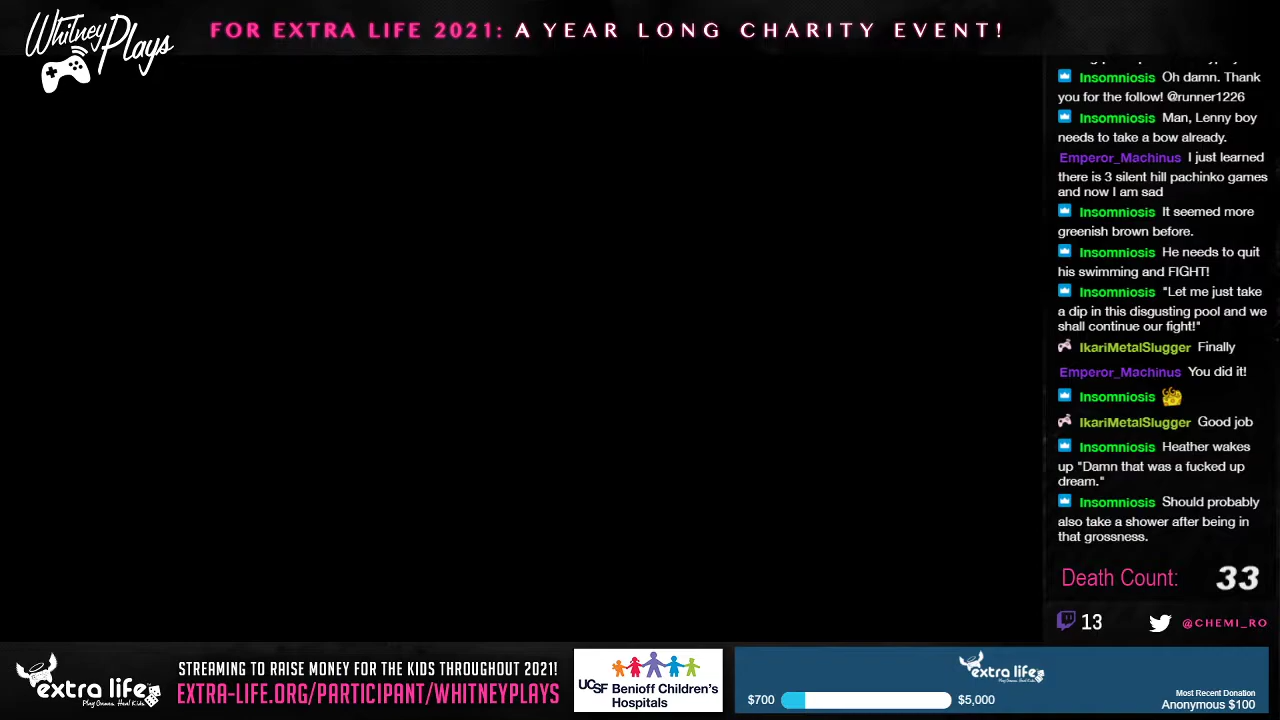 Whitney Plays
FOR EXTRA LIFE 2021: A YEAR LONG CHARITY EVENT!
Insomniosis Oh damn. Thank
you for the follow! @runner1226
Insomniosis Man, Lenny boy
needs to take a bow already.
Emperor_Machinus I just learned
there is 3 silent hill pachinko games
and now I am sad
Insomniosis It seemed more
greenish brown before.
Insomniosis He needs to quit
his swimming and FIGHT!
Insomniosis "Let me just take
a dip in this disgusting pool and we
shall continue our fight!"
IkariMetalSlugger Finally
Emperor_Machinus You did it!
Insomniosis
IkariMetalSlugger Good job
Insomniosis Heather wakes
up "Damn that was a fucked up
dream."
Insomniosis Should probably
also take a shower after being in
that grossness.
Death Count: 33
13 @CHEMI_RO
extra life
Play Games. Heal Kids.
STREAMING TO RAISE MONEY FOR THE KIDS THROUGHOUT 2021!
EXTRA-LIFE.ORG/PARTICIPANT/WHITNEYPLAYS
UCSF Benioff Children's
Hospitals
extra life
Play Games. Heal Kids.
$700 $5,000
Most Recent Donation
Anonymous $100